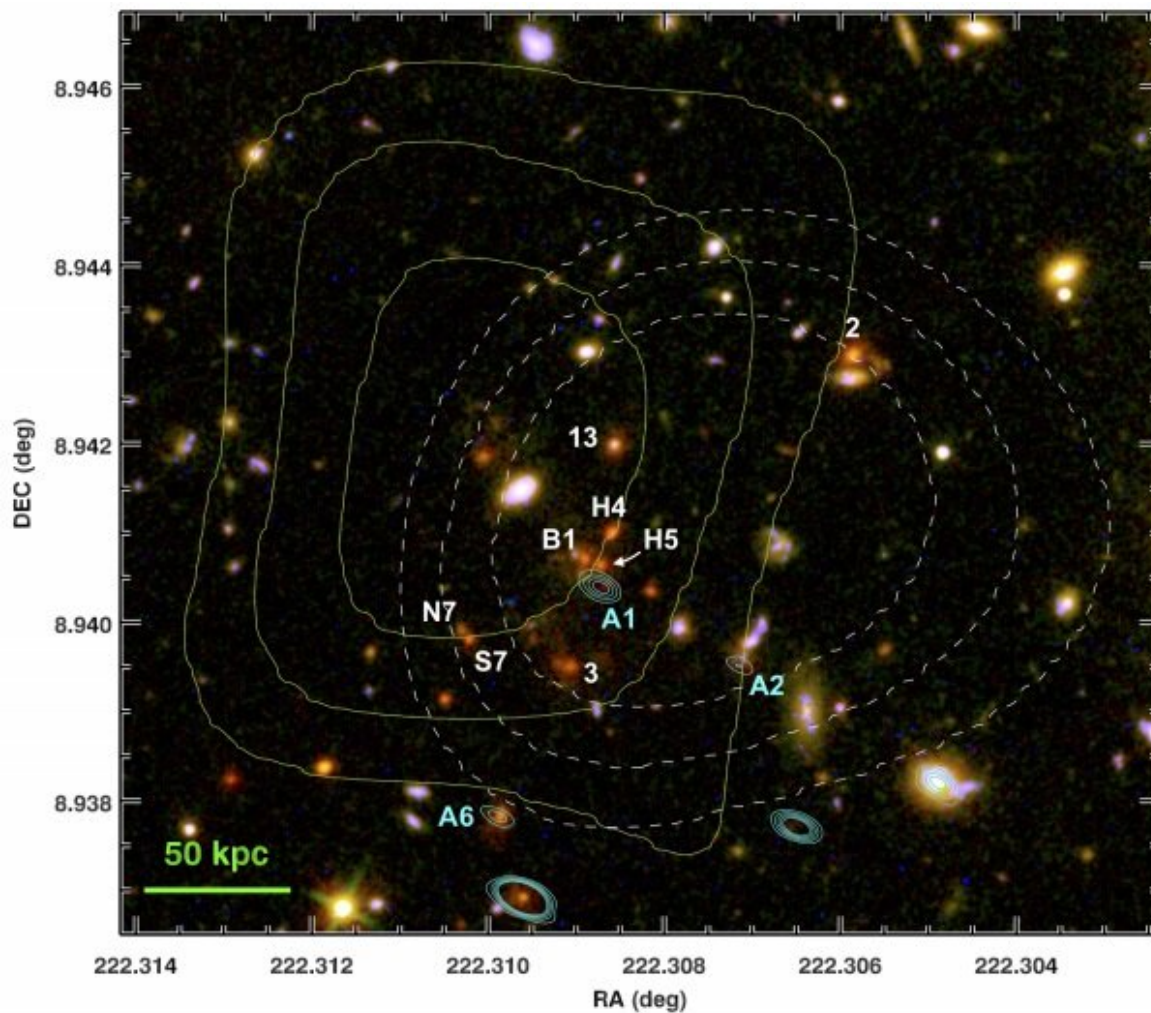 8.946
8.944
2
8.942
13
H4
B1
H5
A1
8.940
N7
S7
3
A2
8.938
A6
50 kpc
DEC (deg)
222.314
222.312
222.310
222.308
222.306
222.304
RA (deg)